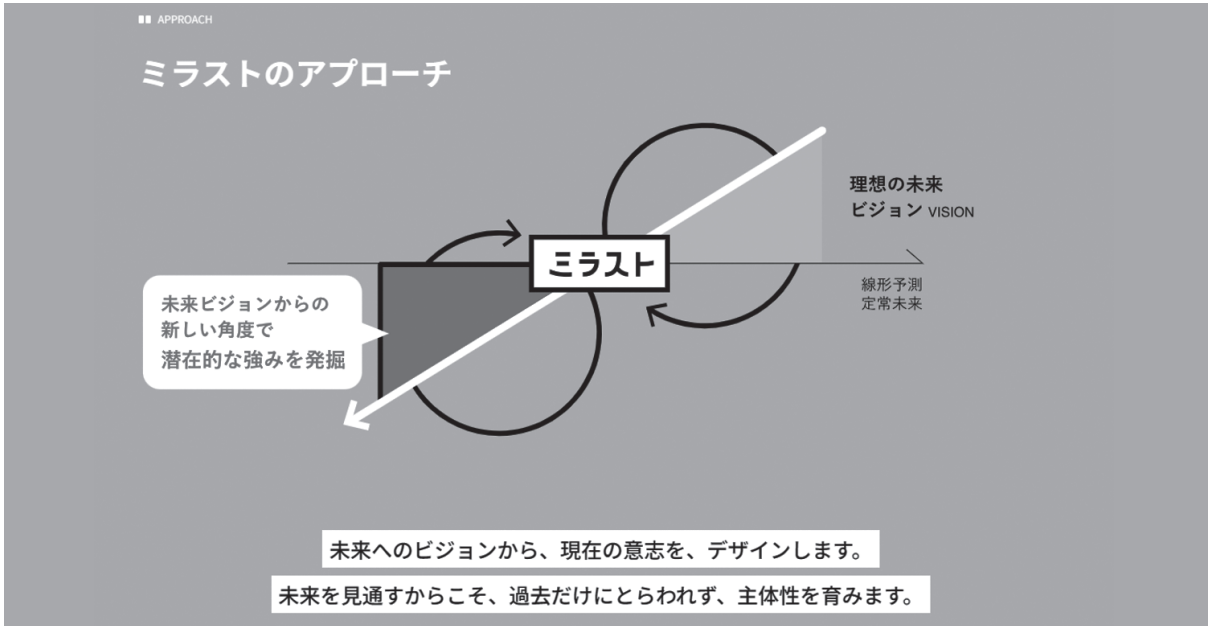 APPROACH
ミラストのアプローチ
理想の未来
ビジョン VISION
ミラスト
線形予測
定常未来
未来ビジョンからの
新しい角度で
潜在的な強みを発掘
未来へのビジョンから、現在の意志を、デザインします。
未来を見通すからこそ、過去だけにとらわれず、主体性を育みます。